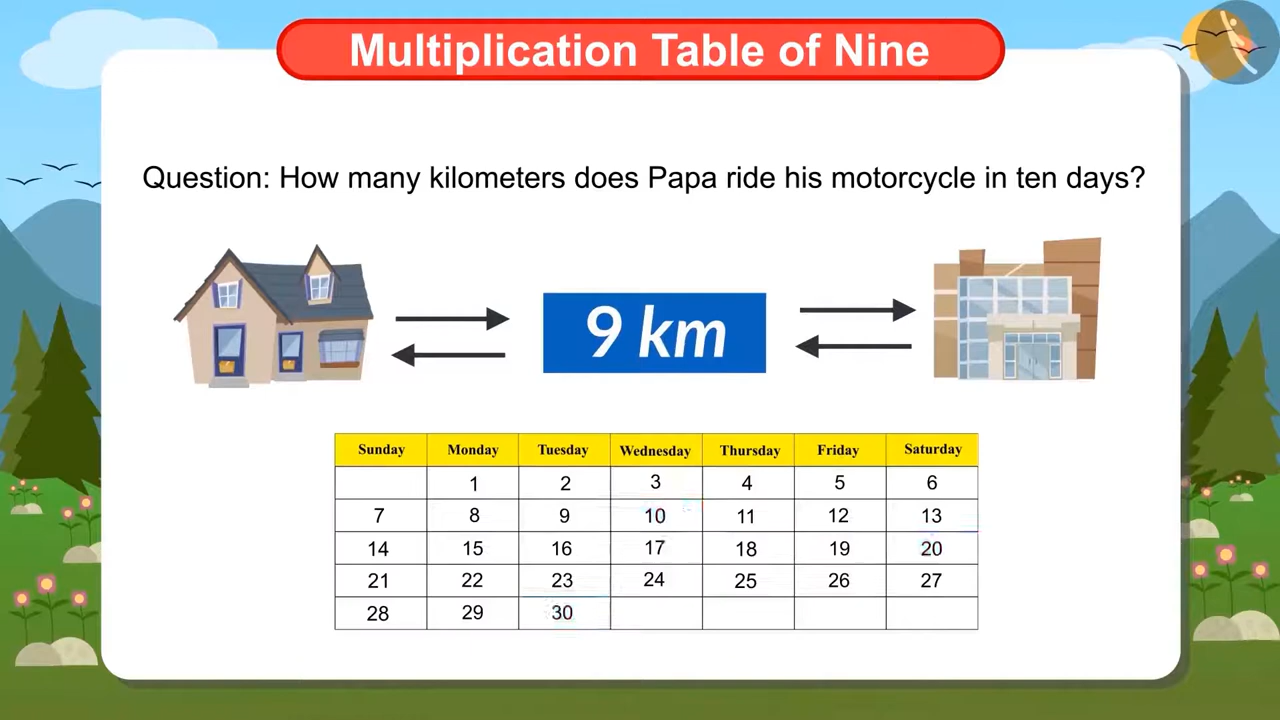 Multiplication Table of Nine
Question: How many kilometers does Papa ride his motorcycle in ten days?
9 km
Sunday Monday Tuesday Wednesday Thursday Friday Saturday
1 2 3 4 5 6
7 8 9 10 11 12 13
14 15 16 17 18 19 20
21 22 23 24 25 26 27
28 29 30